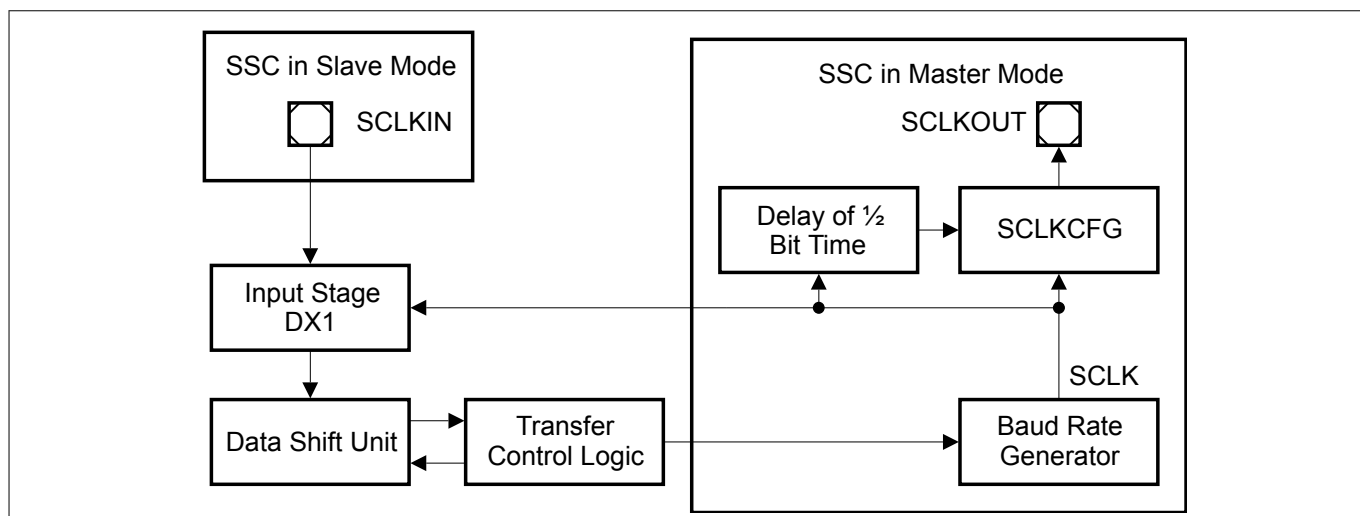 SSC in Slave Mode
SCLKIN
SSC in Master Mode
SCLKOUT
Delay of ½
Bit Time
SCLKCFG
Input Stage
DX1
SCLK
Data Shift Unit
Transfer
Control Logic
Baud Rate
Generator